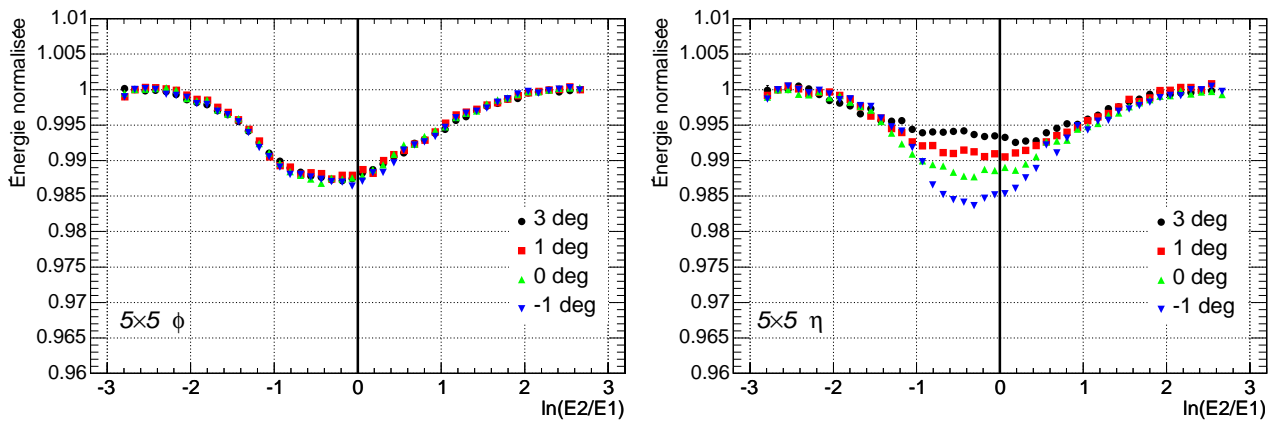 Énergie normalisée
1.01
1.005
1
0.995
0.99
0.985
0.98
0.975
0.97
0.965
0.96
3 deg
1 deg
0 deg
-1 deg
5×5 ϕ
-3 -2 -1 0 1 2 3
ln(E2/E1)
Énergie normalisée
1.01
1.005
1
0.995
0.99
0.985
0.98
0.975
0.97
0.965
0.96
3 deg
1 deg
0 deg
-1 deg
5×5 η
-3 -2 -1 0 1 2 3
ln(E2/E1)